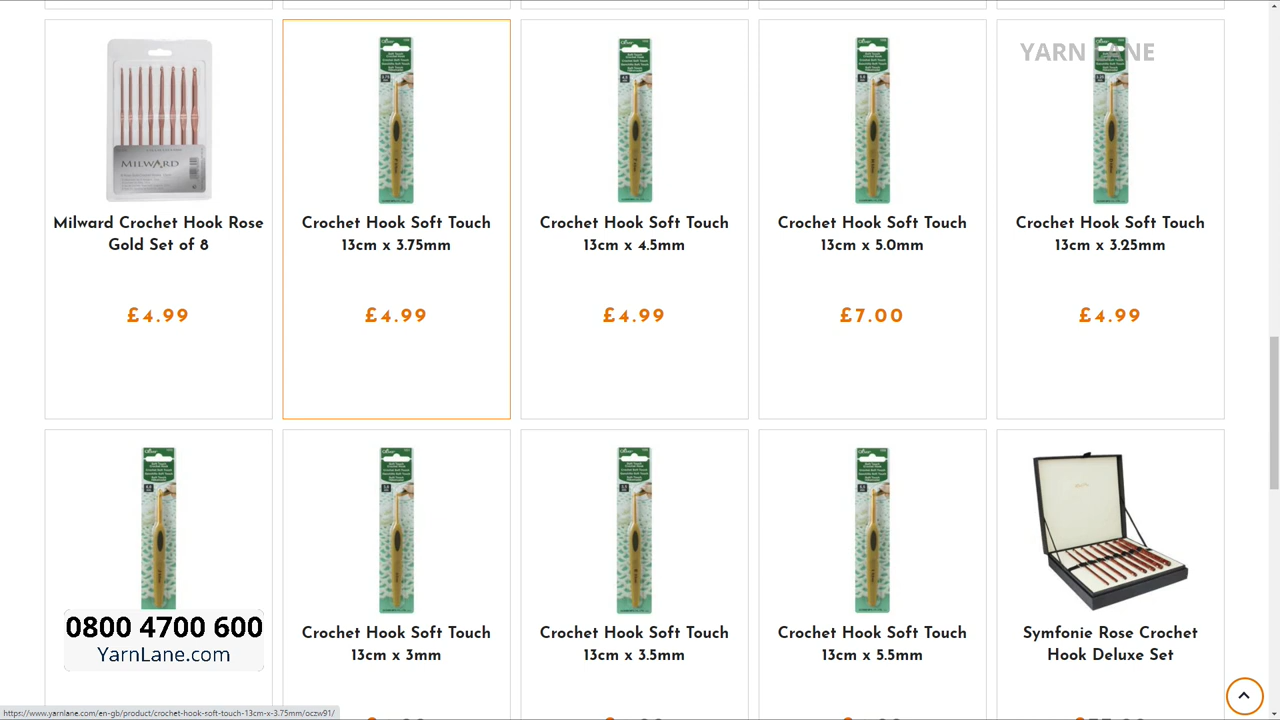 YARN LANE
MILWARD
Milward Crochet Hook Rose
Gold Set of 8
£4.99
Crochet Hook Soft Touch
13cm x 3.75mm
£4.99
Crochet Hook Soft Touch
13cm x 4.5mm
£4.99
Crochet Hook Soft Touch
13cm x 5.0mm
£7.00
Crochet Hook Soft Touch
13cm x 3.25mm
£4.99
0800 4700 600
YarnLane.com
Crochet Hook Soft Touch
13cm x 3mm
Crochet Hook Soft Touch
13cm x 3.5mm
Crochet Hook Soft Touch
13cm x 5.5mm
Symfonie Rose Crochet
Hook Deluxe Set
https://www.yarnlane.com/en-gb/product/crochet-hook-soft-touch-13cm-x-3.75mm/oczw91/